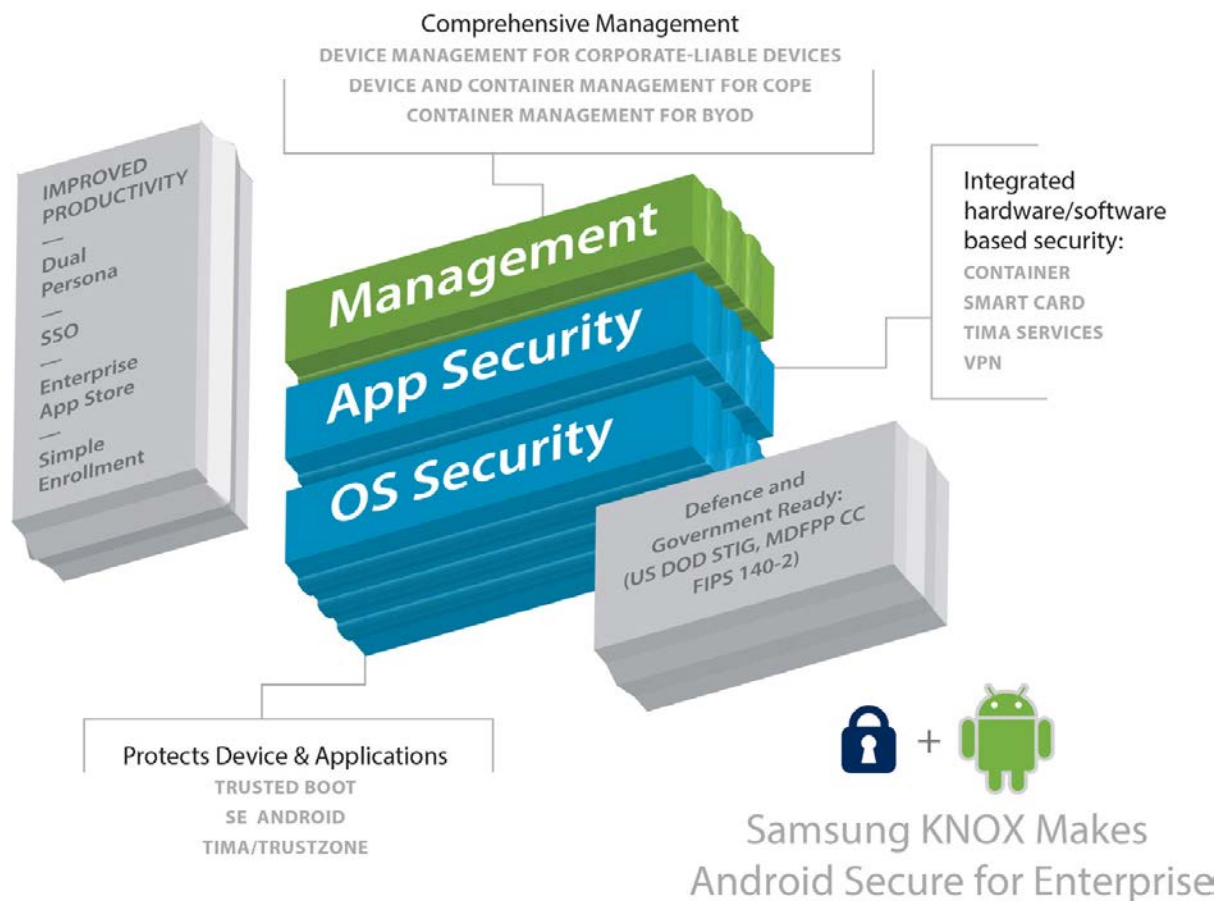 Comprehensive Management
DEVICE MANAGEMENT FOR CORPORATE-LIABLE DEVICES
DEVICE AND CONTAINER MANAGEMENT FOR COPE
CONTAINER MANAGEMENT FOR BYOD
IMPROVED
PRODUCTIVITY
—
Dual
Persona
—
SSO
—
Enterprise
App Store
—
Simple
Enrollment
Management
App Security
OS Security
Integrated
hardware/software
based security:
CONTAINER
SMART CARD
TIMA SERVICES
VPN
Defence and
Government Ready:
(US DOD STIG, MDFPP CC
FIPS 140-2)
Protects Device & Applications
TRUSTED BOOT
SE ANDROID
TIMA/TRUSTZONE
+
Samsung KNOX Makes
Android Secure for Enterprise